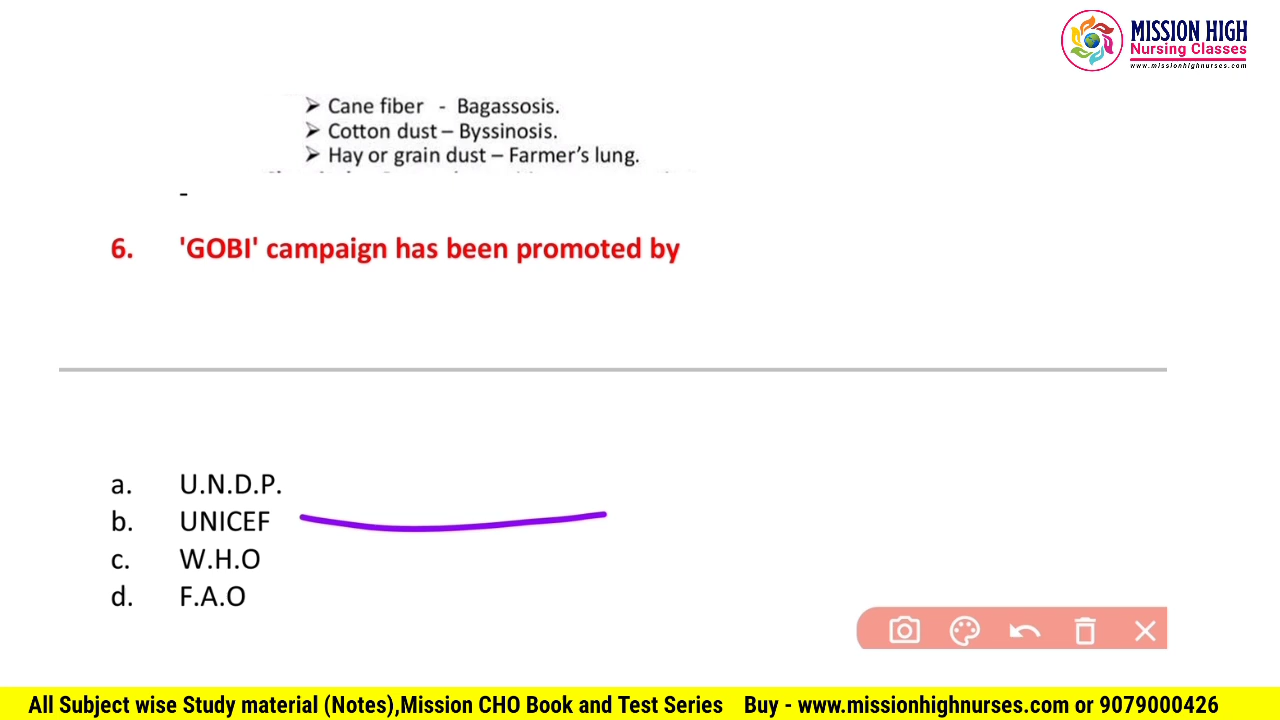 MISSION HIGH
Nursing Classes
www.missionhighnurses.com
➢ Cane fiber - Bagassosis.
➢ Cotton dust – Byssinosis.
➢ Hay or grain dust – Farmer’s lung.
-
6. 'GOBI' campaign has been promoted by
a. U.N.D.P.
b. UNICEF
c. W.H.O
d. F.A.O
All Subject wise Study material (Notes),Mission CHO Book and Test Series Buy - www.missionhighnurses.com or 9079000426